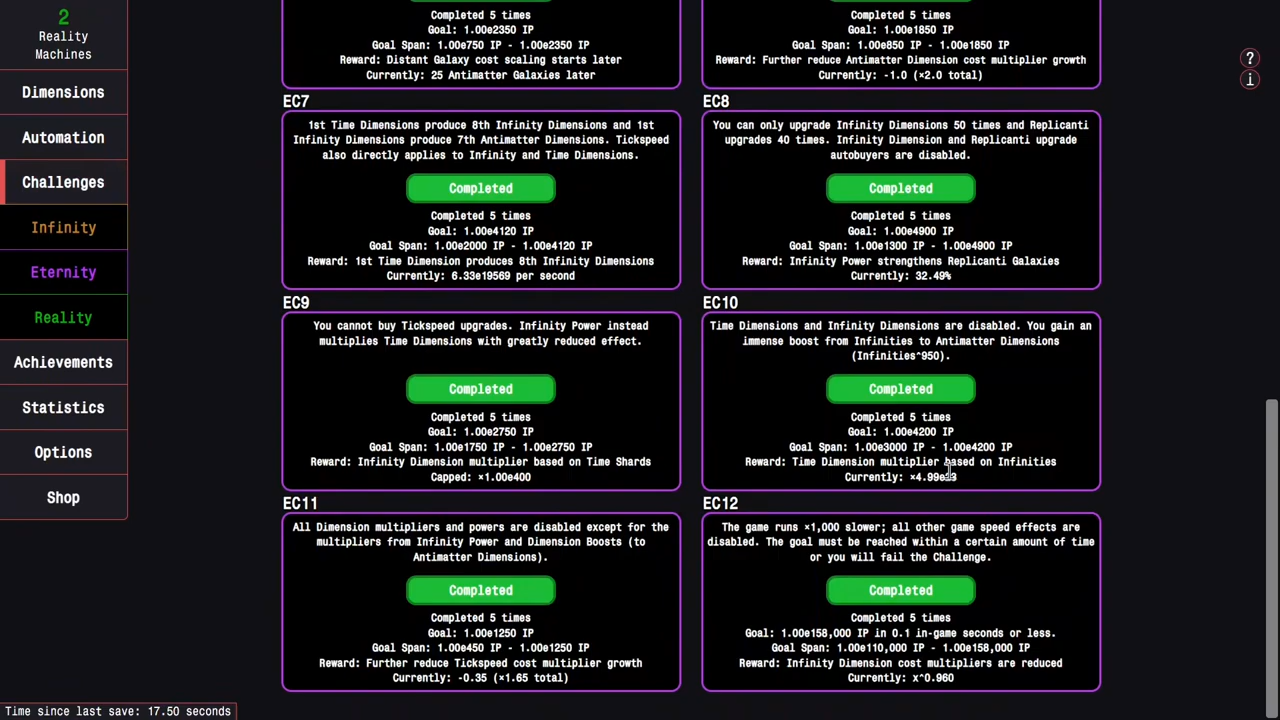 2
Reality
Machines
Dimensions
Automation
Challenges
Infinity
Eternity
Reality
Achievements
Statistics
Options
Shop
Time since last save: 17.50 seconds
Completed 5 times
Goal: 1.00e2350 IP
Goal Span: 1.00e750 IP - 1.00e2350 IP
Reward: Distant Galaxy cost scaling starts later
Currently: 25 Antimatter Galaxies later
Completed 5 times
Goal: 1.00e1850 IP
Goal Span: 1.00e850 IP - 1.00e1850 IP
Reward: Further reduce Antimatter Dimension cost multiplier growth
Currently: -1.0 (×2.0 total)
EC7
1st Time Dimensions produce 8th Infinity Dimensions and 1st
Infinity Dimensions produce 7th Antimatter Dimensions. Tickspeed
also directly applies to Infinity and Time Dimensions.
Completed
Completed 5 times
Goal: 1.00e4120 IP
Goal Span: 1.00e2000 IP - 1.00e4120 IP
Reward: 1st Time Dimension produces 8th Infinity Dimensions
Currently: 6.33e19569 per second
EC8
You can only upgrade Infinity Dimensions 50 times and Replicanti
upgrades 40 times. Infinity Dimension and Replicanti upgrade
autobuyers are disabled.
Completed
Completed 5 times
Goal: 1.00e4900 IP
Goal Span: 1.00e1300 IP - 1.00e4900 IP
Reward: Infinity Power strengthens Replicanti Galaxies
Currently: 32.49%
EC9
You cannot buy Tickspeed upgrades. Infinity Power instead
multiplies Time Dimensions with greatly reduced effect.
Completed
Completed 5 times
Goal: 1.00e2750 IP
Goal Span: 1.00e1750 IP - 1.00e2750 IP
Reward: Infinity Dimension multiplier based on Time Shards
Capped: ×1.00e400
EC10
Time Dimensions and Infinity Dimensions are disabled. You gain an
immense boost from Infinities to Antimatter Dimensions
(Infinities^950).
Completed
Completed 5 times
Goal: 1.00e4200 IP
Goal Span: 1.00e3000 IP - 1.00e4200 IP
Reward: Time Dimension multiplier based on Infinities
Currently:
EC11
All Dimension multipliers and powers are disabled except for the
multipliers from Infinity Power and Dimension Boosts (to
Antimatter Dimensions).
Completed
Completed 5 times
Goal: 1.00e1250 IP
Goal Span: 1.00e450 IP - 1.00e1250 IP
Reward: Further reduce Tickspeed cost multiplier growth
Currently: -0.35 (×1.65 total)
EC12
The game runs ×1,000 slower; all other game speed effects are
disabled. The goal must be reached within a certain amount of time
or you will fail the Challenge.
Completed
Completed 5 times
Goal: 1.00e158,000 IP in 0.1 in-game seconds or less.
Goal Span: 1.00e110,000 IP - 1.00e158,000 IP
Reward: Infinity Dimension cost multipliers are reduced
Currently: x^0.960
?
i